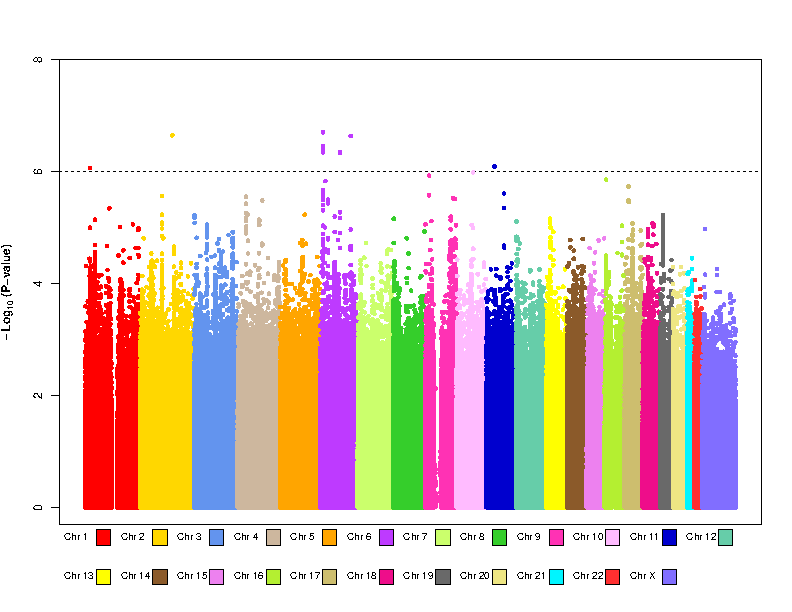 8
6
4
2
0
−Log10 (P−value)
Chr 1 Chr 2 Chr 3 Chr 4 Chr 5 Chr 6 Chr 7 Chr 8 Chr 9 Chr 10 Chr 11 Chr 12
Chr 13 Chr 14 Chr 15 Chr 16 Chr 17 Chr 18 Chr 19 Chr 20 Chr 21 Chr 22 Chr X